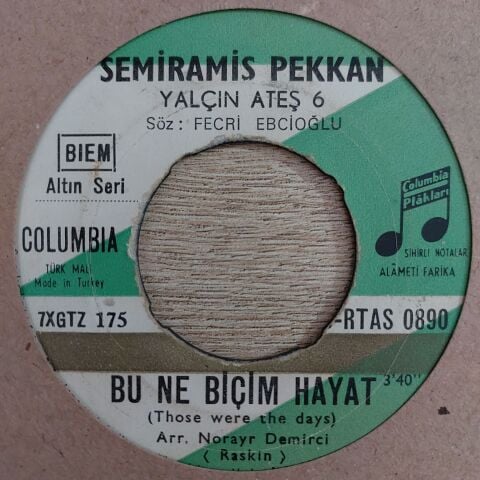 SEMİRAMİS PEKKAN
YALÇIN ATEŞ 6
Söz: FECRİ EBCİOĞLU
BIEM
Altın Seri
Columbia
Plâkları
SİHİRLİ NOTALAR
ALÂMETİ FARİKA
COLUMBIA
TÜRK MALI
Made in Turkey
7XGTZ 175
-RTAS 0890
BU NE BİÇİM HAYAT
3'40"
(Those were the days)
Arr. Norayr Demirci
( Raskin )